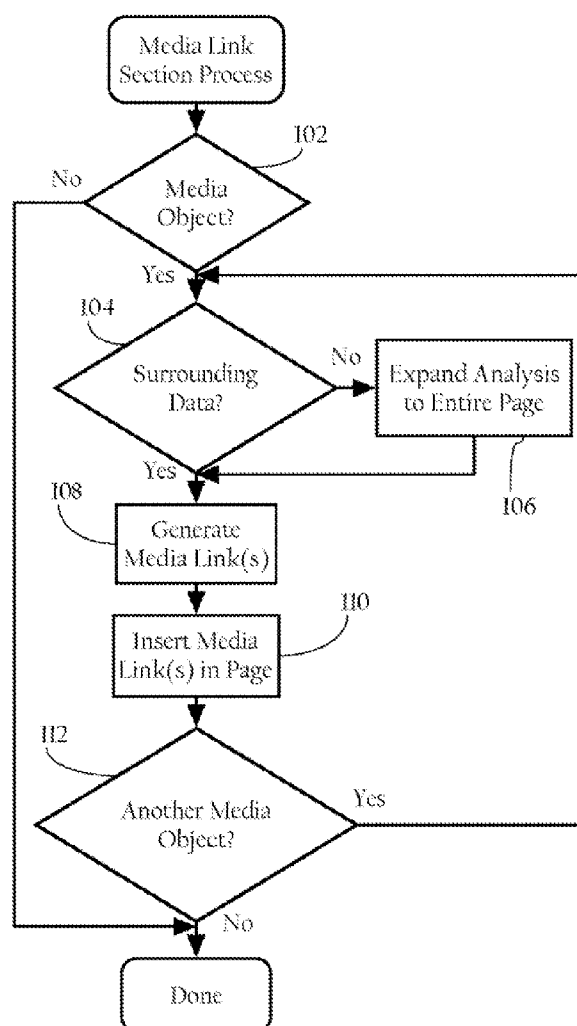 Media Link
Section Process
102
No
Media
Object?
Yes
104
Surrounding
Data?
No
Expand Analysis
to Entire Page
Yes
106
108
Generate
Media Link(s)
110
Insert Media
Link(s) in Page
112
Another Media
Object?
Yes
No
Done